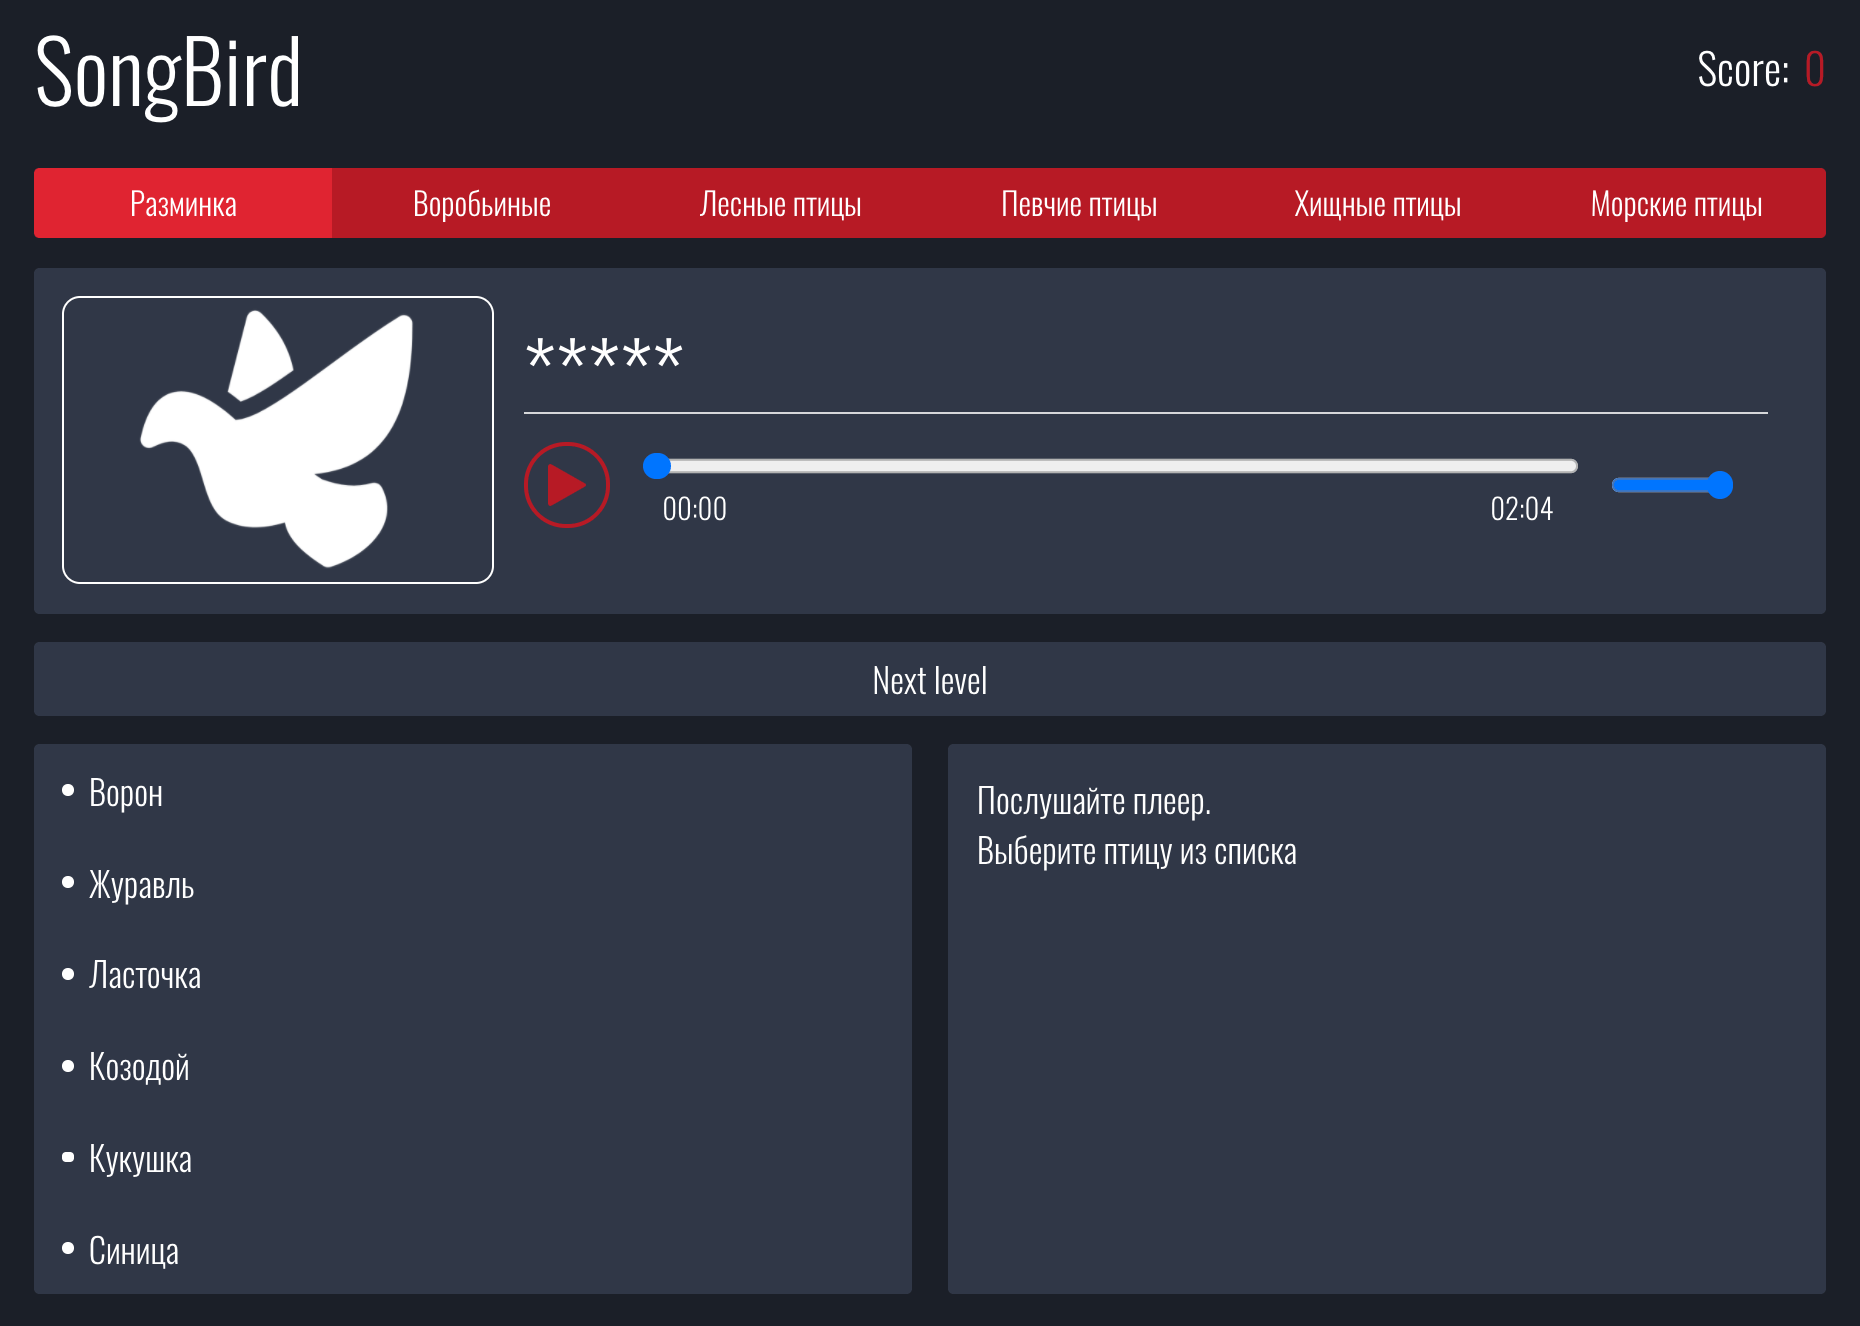 SongBird
Score: 0
Разминка
Воробьиные
Лесные птицы
Певчие птицы
Хищные птицы
Морские птицы
*****
00:00
02:04
Next level
Ворон
Журавль
Ласточка
Козодой
Кукушка
Синица
Послушайте плеер.
Выберите птицу из списка